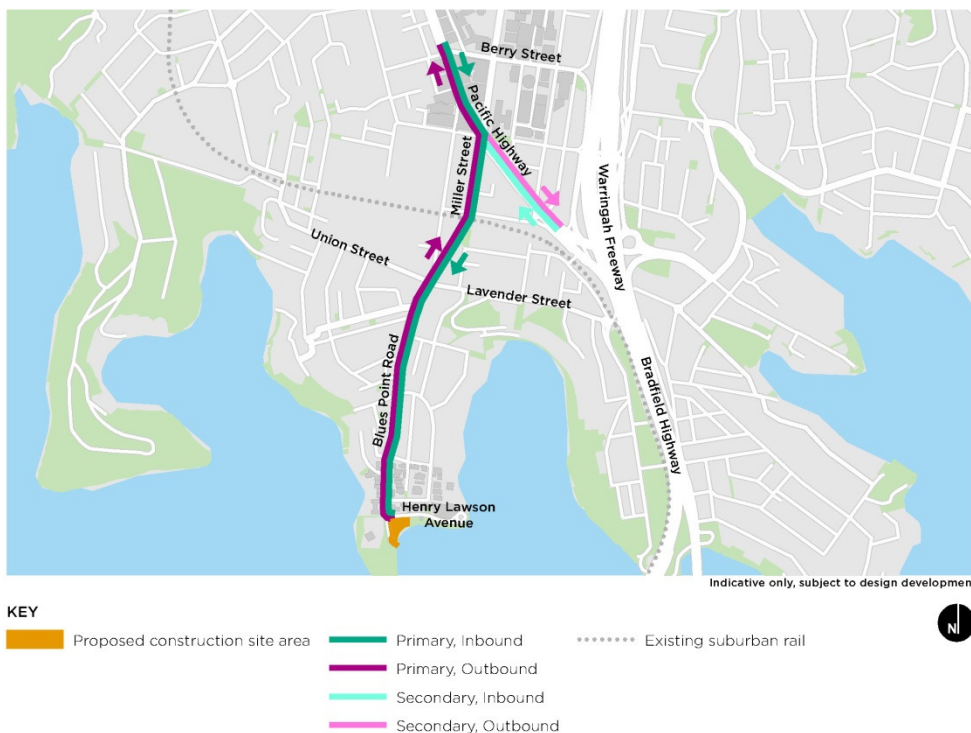 Berry Street
Pacific Highway
Miller Street
Warringah Freeway
Union Street
Lavender Street
Blues Point Road
Bradfield Highway
Henry Lawson
Avenue
Indicative only, subject to design developmen
KEY
N
Proposed construction site area
Primary, Inbound
Existing suburban rail
Primary, Outbound
Secondary, Inbound
Secondary, Outbound